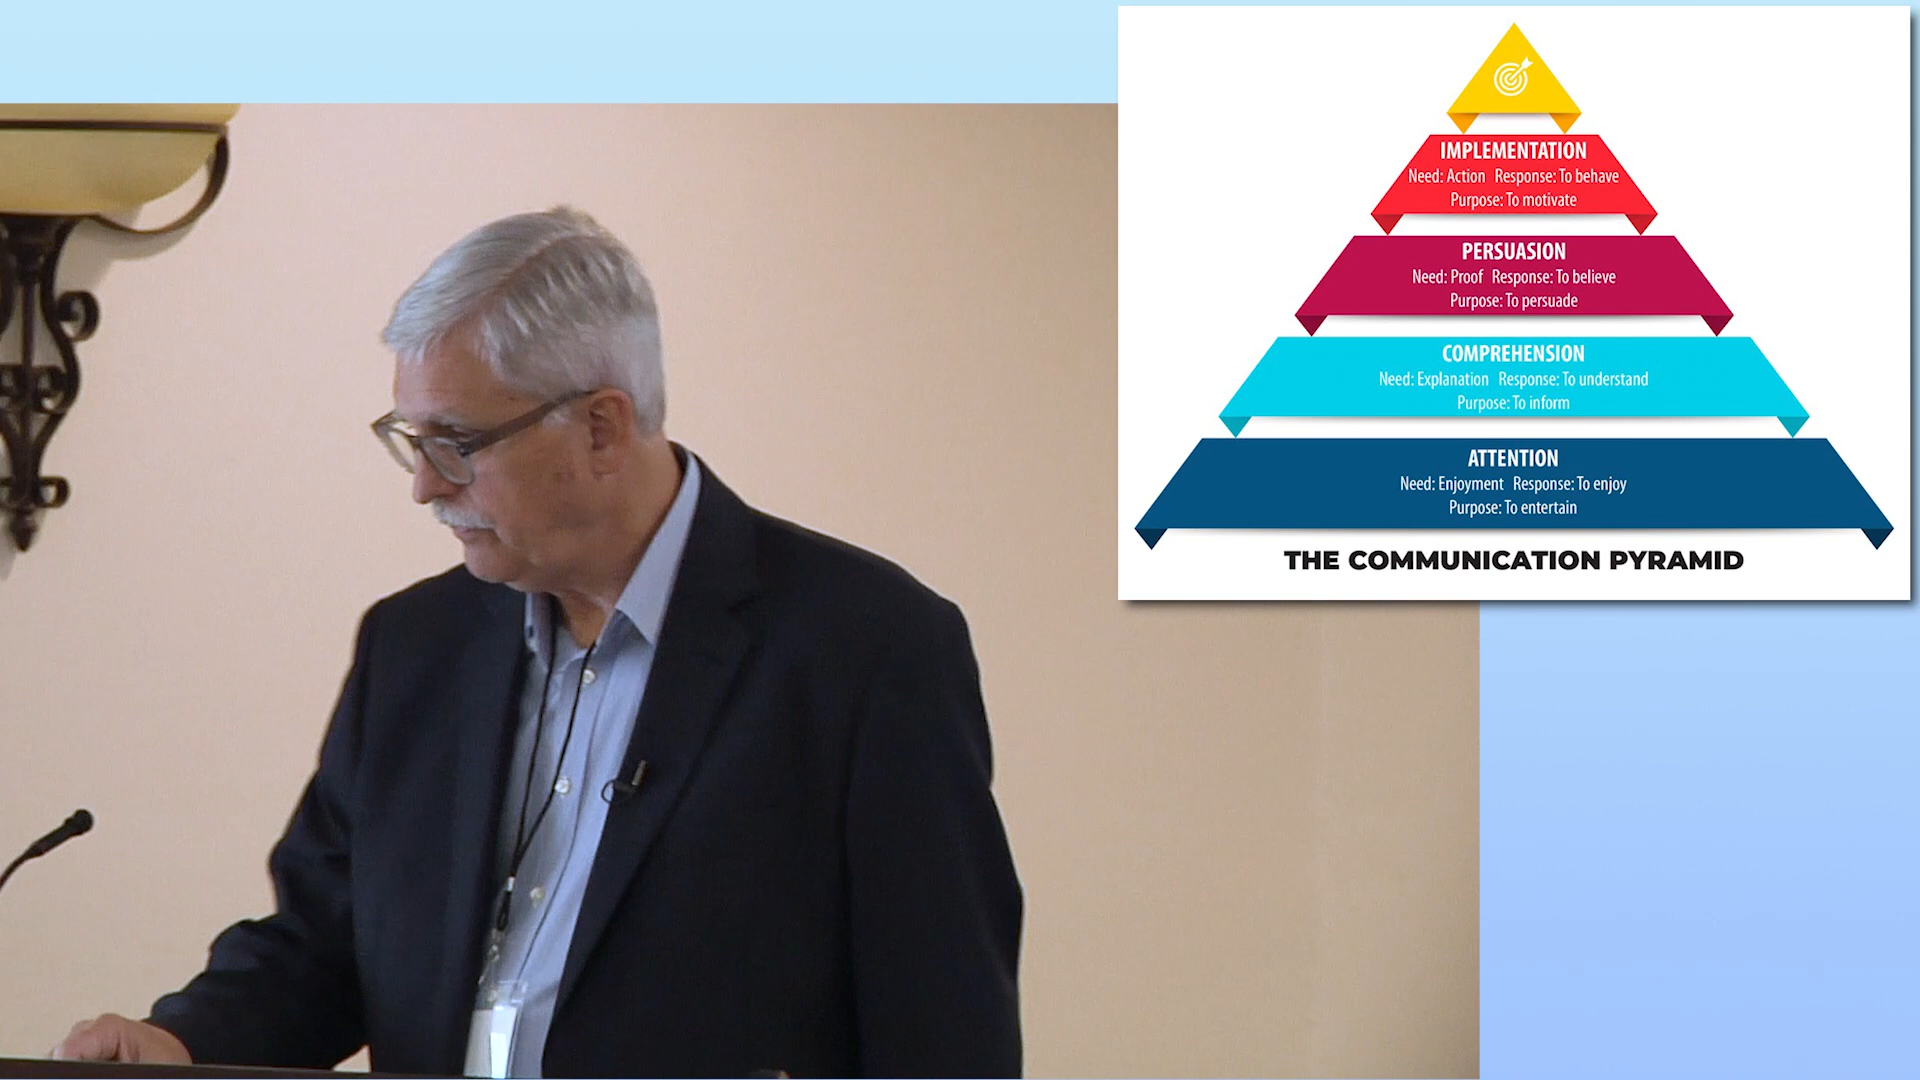 IMPLEMENTATION
Need: Action Response: To behave
Purpose: To motivate
PERSUASION
Need: Proof Response: To believe
Purpose: To persuade
COMPREHENSION
Need: Explanation Response: To understand
Purpose: To inform
ATTENTION
Need: Enjoyment Response: To enjoy
Purpose: To entertain
THE COMMUNICATION PYRAMID